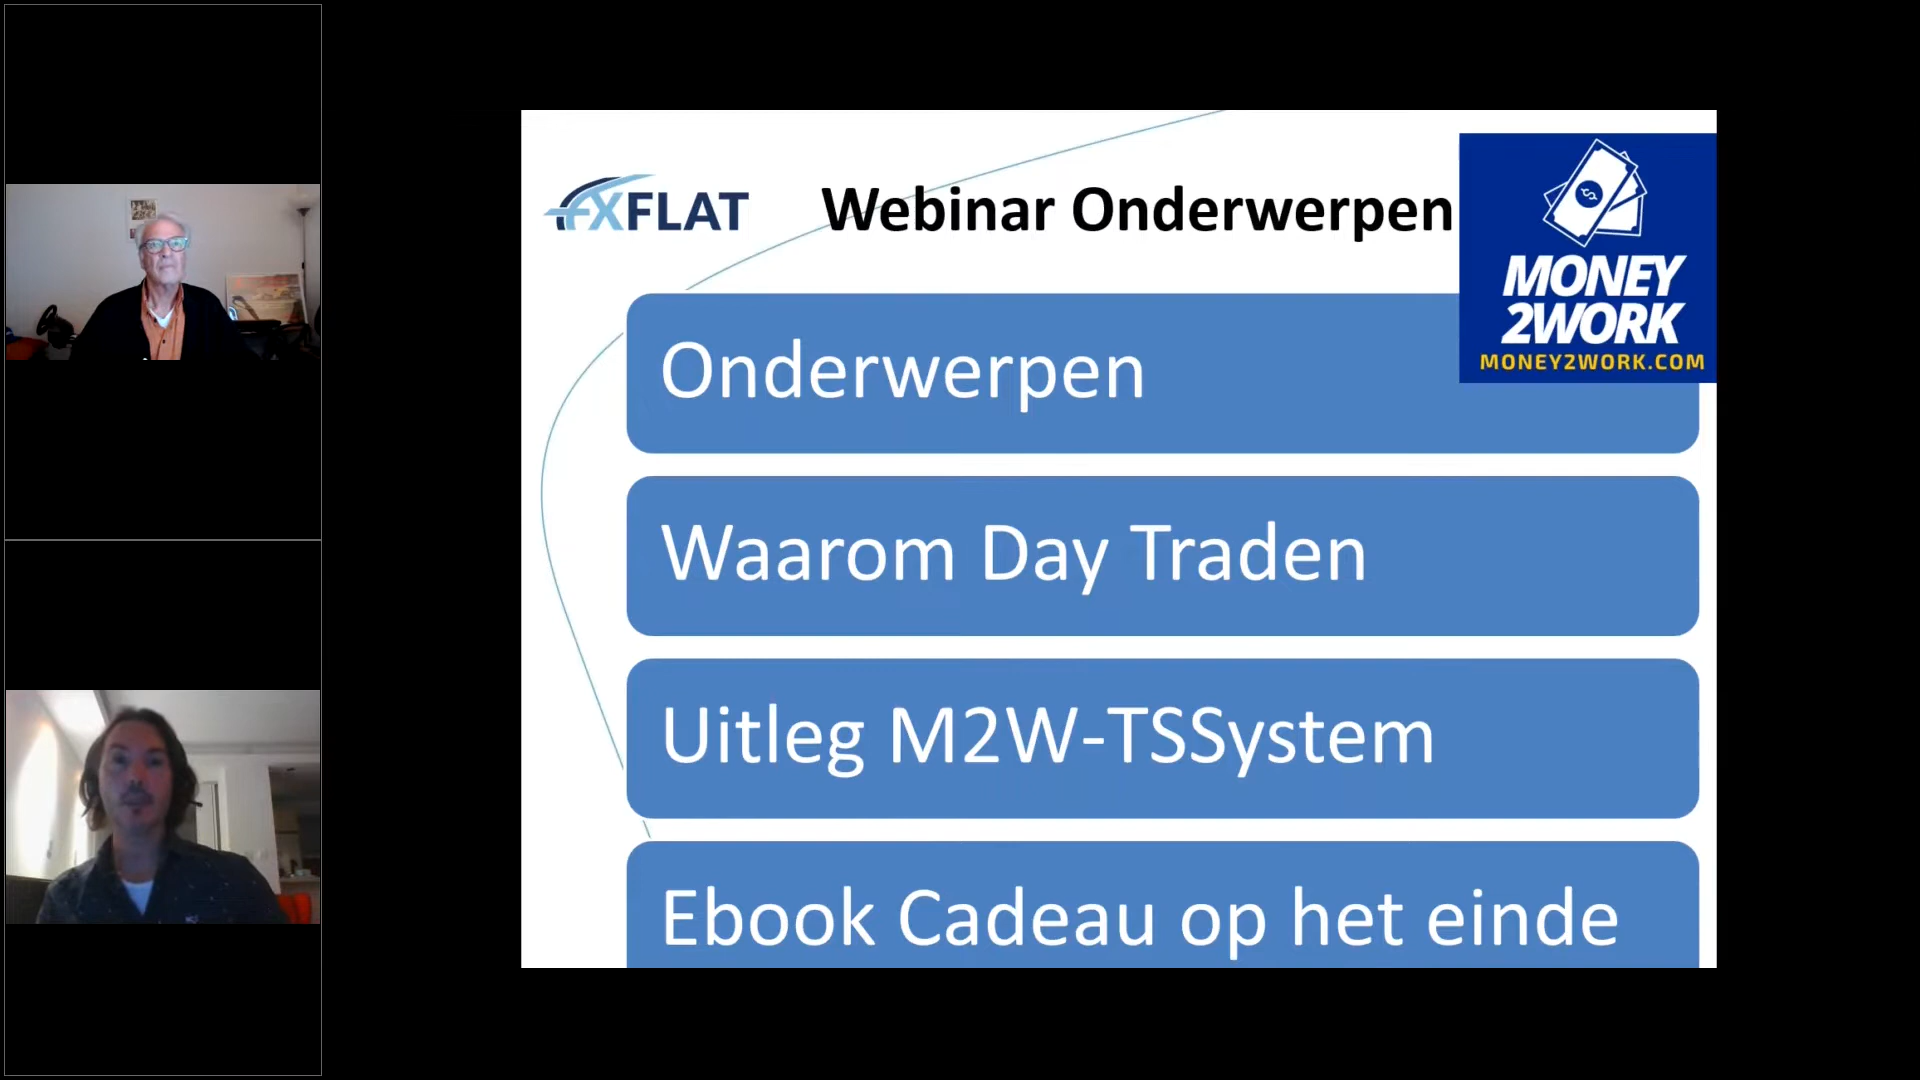 FXFLAT
Webinar Onderwerpen
MONEY
2WORK
MONEY2WORK.COM
Onderwerpen
Waarom Day Traden
Uitleg M2W-TSSystem
Ebook Cadeau op het einde